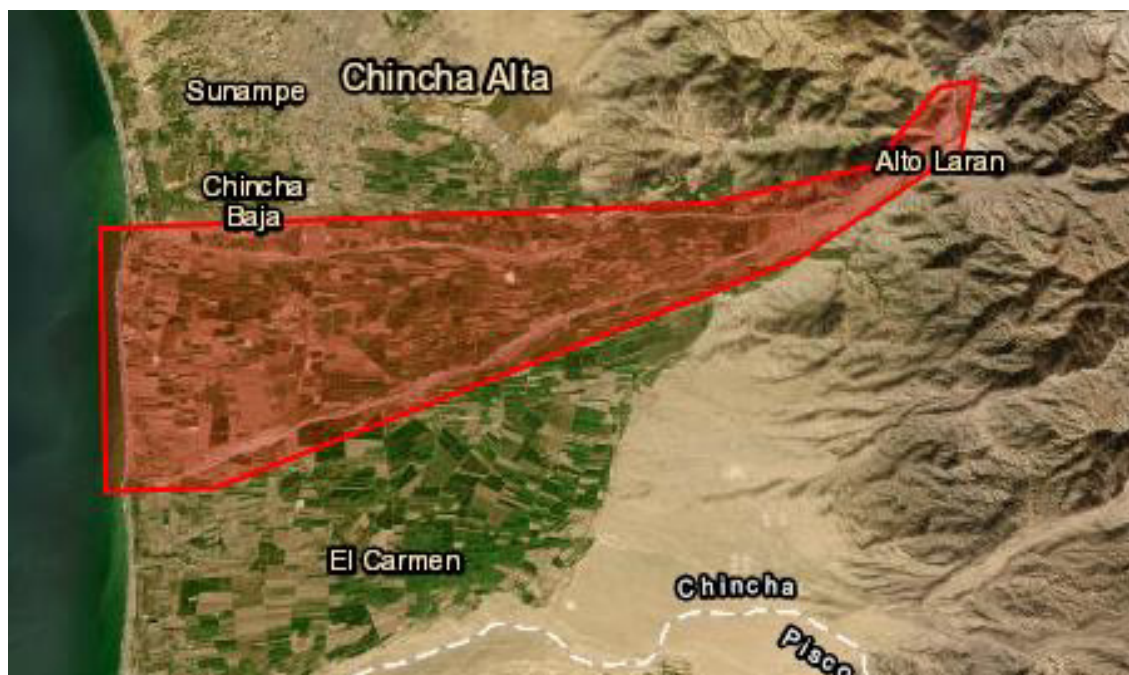 Chincha Alta
Sunampe
Alto Laran
Chincha
Baja
El Carmen
Chincha
Pisco